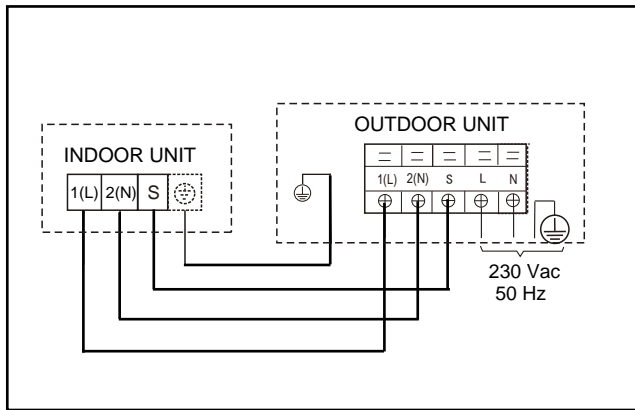 OUTDOOR UNIT
INDOOR UNIT
1(L) 2(N) S
1(L) 2(N) S L N
230 Vac
50 Hz